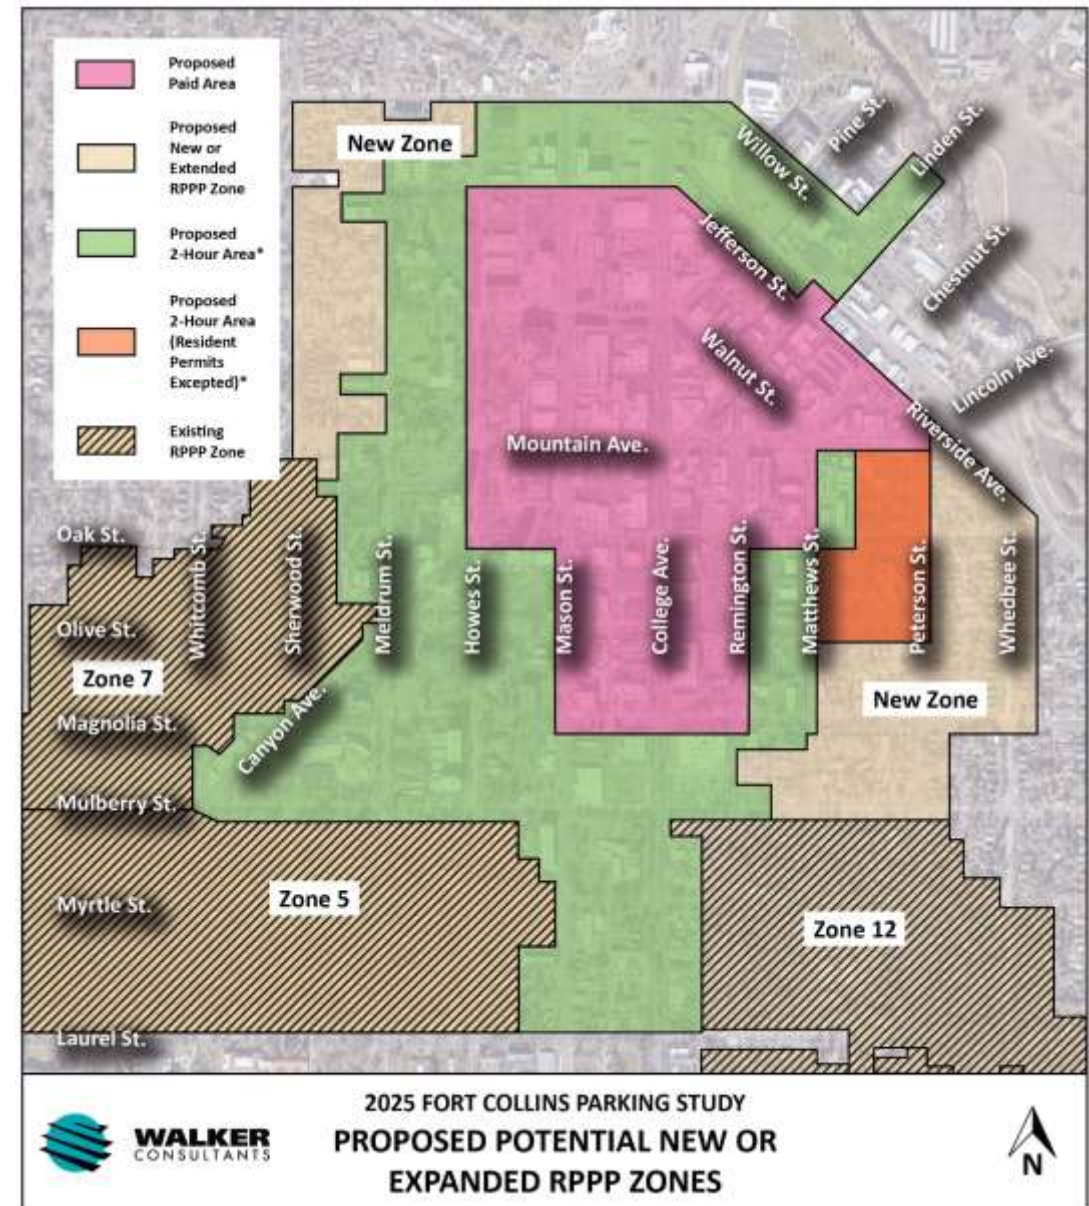 Proposed
Paid Area
Proposed
New or
Extended
RPPP Zone
Proposed
2-Hour Area*
Proposed
2-Hour Area
(Resident
Permits
Excepted)*
Existing
RPPP Zone
New Zone
Willow St.
Pine St.
Linden St.
Jefferson St.
Chestnut St.
Walnut St.
Lincoln Ave.
Mountain Ave.
Riverside Ave.
Oak St.
Whitcomb St.
Sherwood St.
Meldrum St.
Howes St.
Mason St.
College Ave.
Remington St.
Matthews St.
Peterson St.
Whedbee St.
Olive St.
Zone 7
New Zone
Magnolia St.
Canyon Ave.
Mulberry St.
Zone 5
Myrtle St.
Zone 12
Laurel St.
WALKER
CONSULTANTS
2025 FORT COLLINS PARKING STUDY
PROPOSED POTENTIAL NEW OR
EXPANDED RPPP ZONES
N